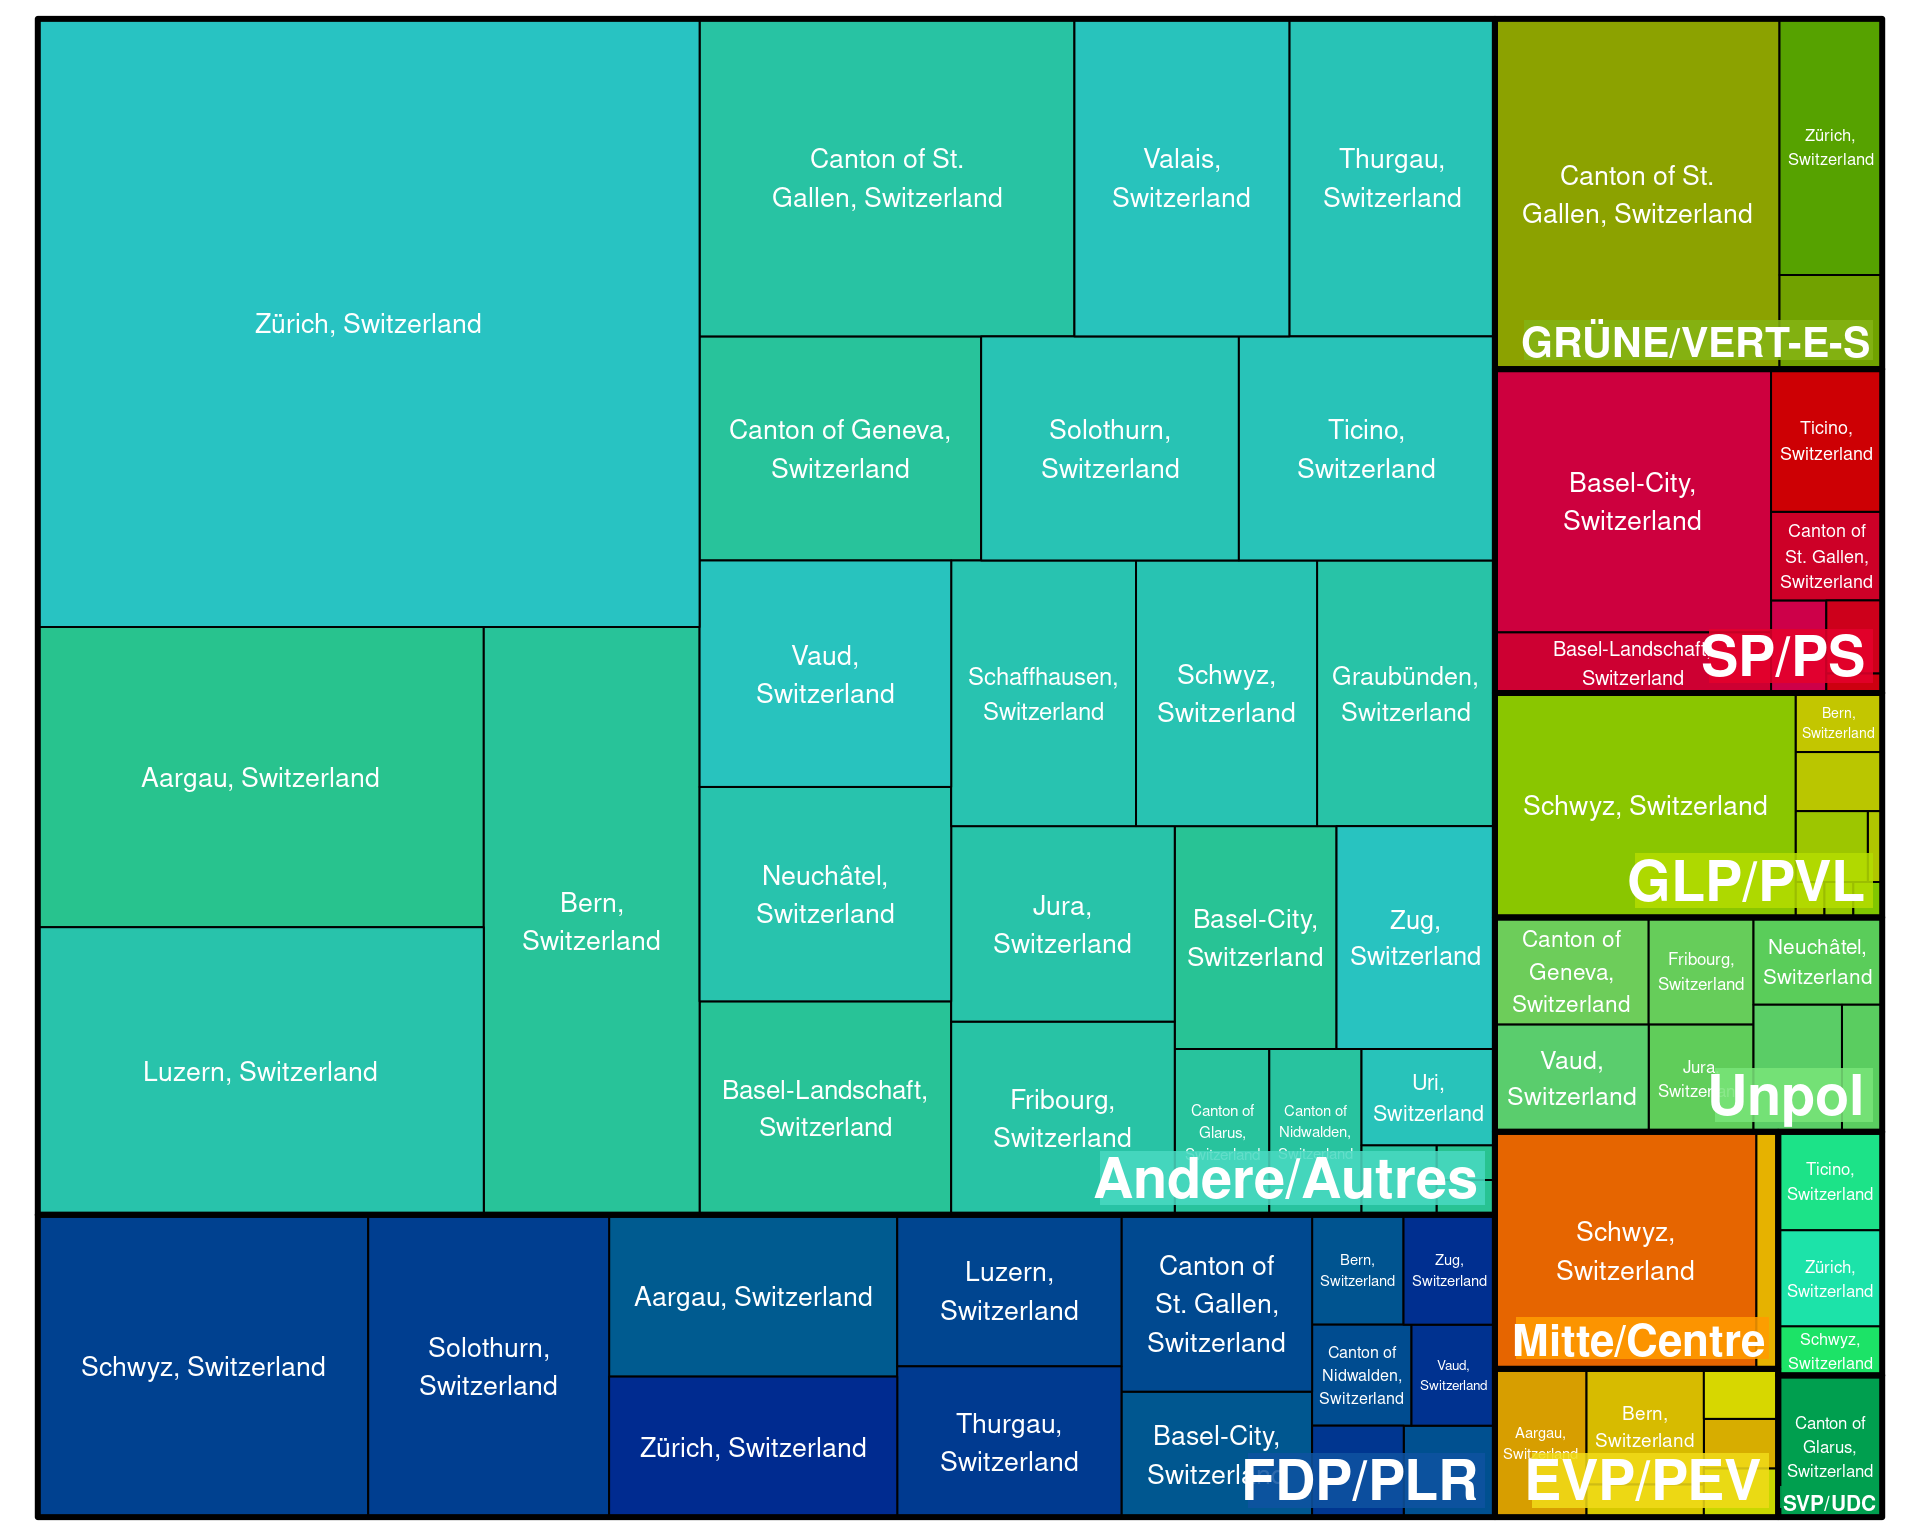 Zürich, Switzerland
Aargau, Switzerland
Luzern, Switzerland
Bern,
Switzerland
Canton of St.
Gallen, Switzerland
Valais,
Switzerland
Thurgau,
Switzerland
Canton of Geneva,
Switzerland
Solothurn,
Switzerland
Ticino,
Switzerland
Vaud,
Switzerland
Neuchâtel,
Switzerland
Basel-Landschaft,
Switzerland
Schaffhausen,
Switzerland
Schwyz,
Switzerland
Graubünden,
Switzerland
Jura,
Switzerland
Fribourg,
Switzerland
Basel-City,
Switzerland
Zug,
Switzerland
Canton of
Glarus,
Switzerland
Canton of
Nidwalden,
Switzerland
Uri,
Switzerland
Andere/Autres
Schwyz, Switzerland
Solothurn,
Switzerland
Aargau, Switzerland
Zürich, Switzerland
Luzern,
Switzerland
Thurgau,
Switzerland
Canton of
St. Gallen,
Switzerland
Basel-City,
Switzerland
Bern,
Switzerland
Zug,
Switzerland
Canton of
Nidwalden,
Switzerland
Vaud,
Switzerland
FDP/PLR
Canton of St.
Gallen, Switzerland
Zürich,
Switzerland
GRÜNE/VERT-E-S
Basel-City,
Switzerland
Ticino,
Switzerland
Canton of
St. Gallen,
Switzerland
Basel-Landschaft,
Switzerland
SP/PS
Schwyz, Switzerland
Bern,
Switzerland
GLP/PVL
Canton of
Geneva,
Switzerland
Fribourg,
Switzerland
Neuchâtel,
Switzerland
Vaud,
Switzerland
Jura,
Switzerland
Unpol
Schwyz,
Switzerland
Mitte/Centre
Ticino,
Switzerland
Zürich,
Switzerland
Schwyz,
Switzerland
Aargau,
Switzerland
Bern,
Switzerland
EVP/PEV
Canton of
Glarus,
Switzerland
SVP/UDC